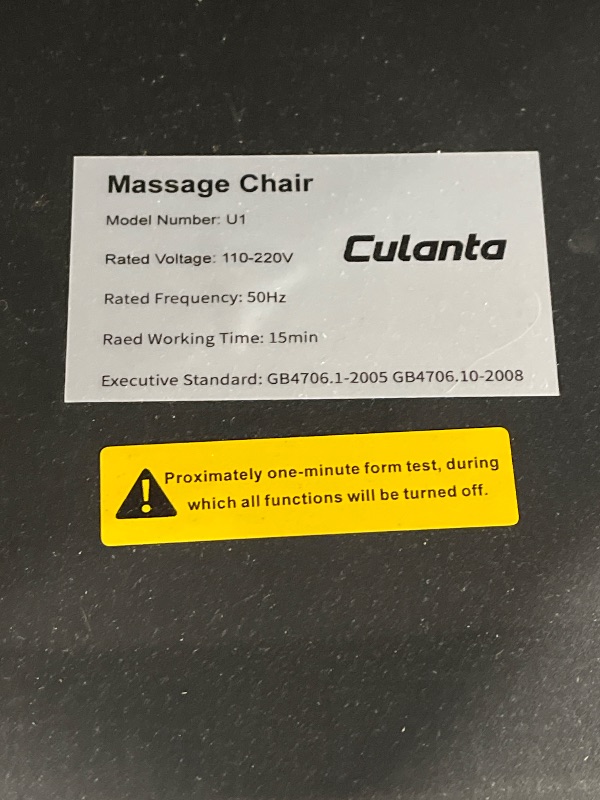 Massage Chair
Model Number: U1
Rated Voltage: 110-220V
Culanta
Rated Frequency: 50Hz
Raed Working Time: 15min
Executive Standard: GB4706.1-2005 GB4706.10-2008
Proximately one-minute form test, during
which all functions will be turned off.